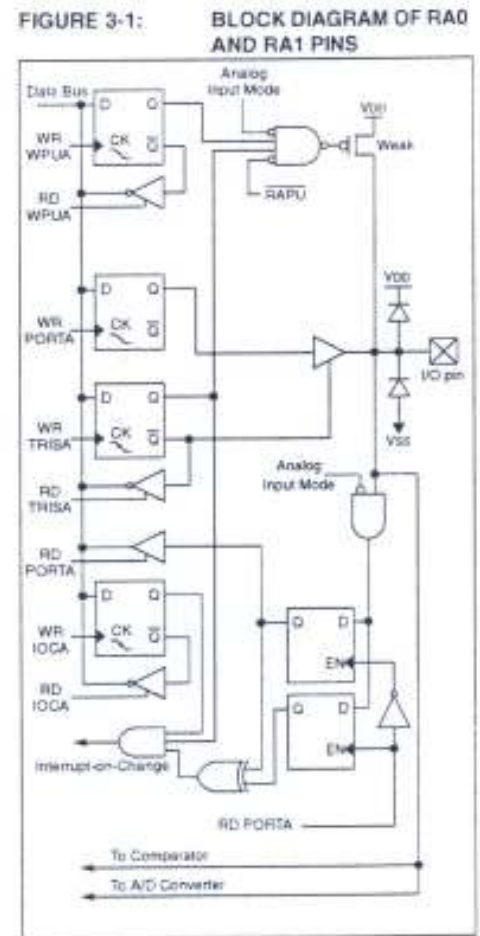 FIGURE 3-1: BLOCK DIAGRAM OF RA0
AND RA1 PINS
Analog
Input Mode
Data Bus
D Q
VDD
WR
WPUA
CK Q
Weak
RD
WPUA
RAPU
D Q
VDD
WR
PORTA
CK Q
I/O pin
D Q
WR
TRISA
CK Q
VSS
Analog
Input Mode
RD
TRISA
RD
PORTA
D Q
Q D
WR
IOCA
CK Q
EN
RD
IOCA
Q D
EN
Interrupt-on-Change
RD PORTA
To Comparator
To A/D Converter